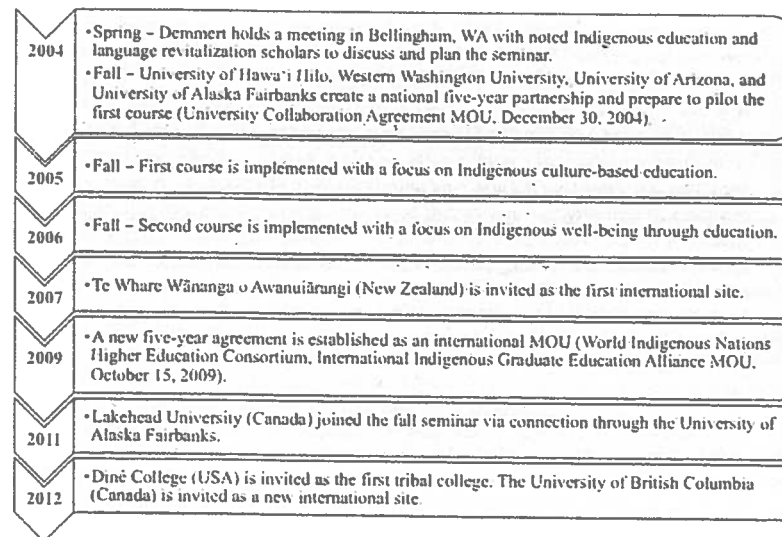 2004
•Spring – Demmert holds a meeting in Bellingham, WA with noted Indigenous education and
language revitalization scholars to discuss and plan the seminar.
•Fall – University of Hawaʻi Hilo, Western Washington University, University of Arizona, and
University of Alaska Fairbanks create a national five-year partnership and prepare to pilot the
first course (University Collaboration Agreement MOU, December 30, 2004).
2005
•Fall – First course is implemented with a focus on Indigenous culture-based education.
2006
•Fall – Second course is implemented with a focus on Indigenous well-being through education.
2007
•Te Whare Wānanga o Awanuiārangi (New Zealand) is invited as the first international site.
2009
•A new five-year agreement is established as an international MOU (World Indigenous Nations
Higher Education Consortium, International Indigenous Graduate Education Alliance MOU,
October 15, 2009).
2011
•Lakehead University (Canada) joined the fall seminar via connection through the University of
Alaska Fairbanks.
2012
•Diné College (USA) is invited as the first tribal college. The University of British Columbia
(Canada) is invited as a new international site.